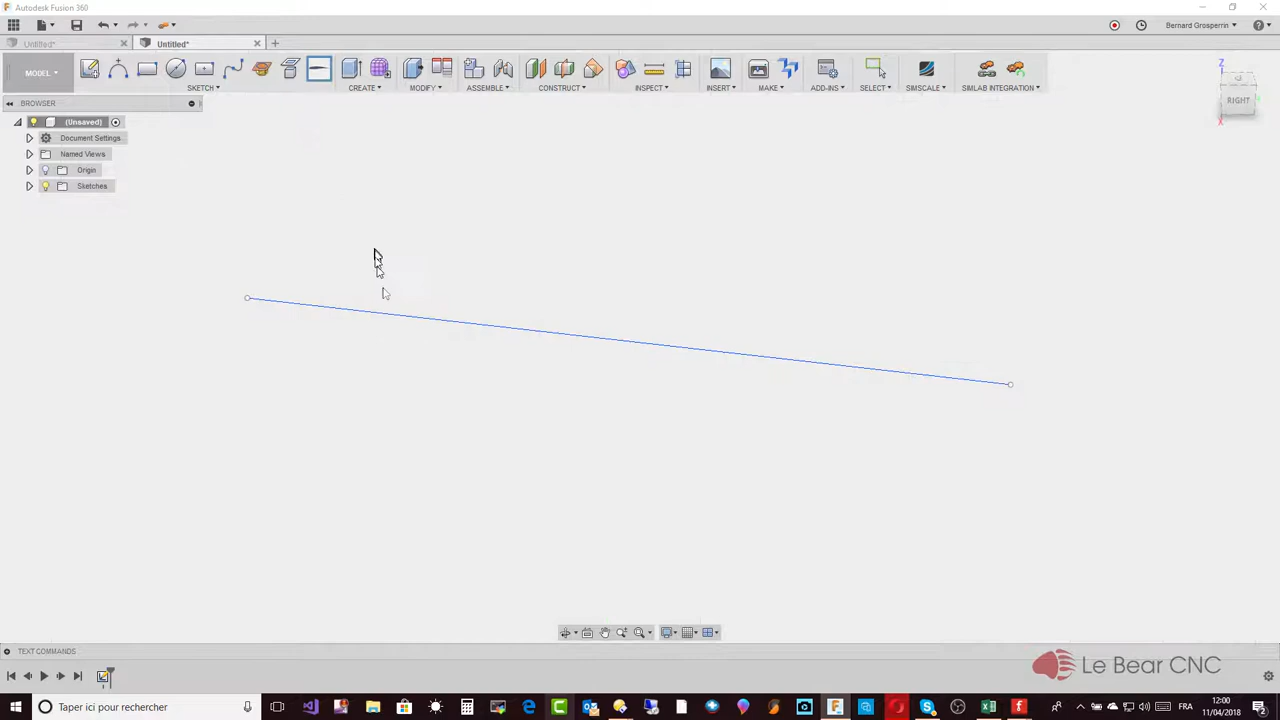 Autodesk Fusion 360
Bernard Grosperrin
Untitled*
Untitled*
MODEL
SKETCH
CREATE
MODIFY
ASSEMBLE
CONSTRUCT
INSPECT
INSERT
MAKE
ADD-INS
SELECT
SIMSCALE
SIMLAB INTEGRATION
BROWSER
(Unsaved)
Document Settings
Named Views
Origin
Sketches
Z
RIGHT
X
TEXT COMMANDS
Le Bear CNC
Taper ici pour rechercher
FRA
12:00
11/04/2018